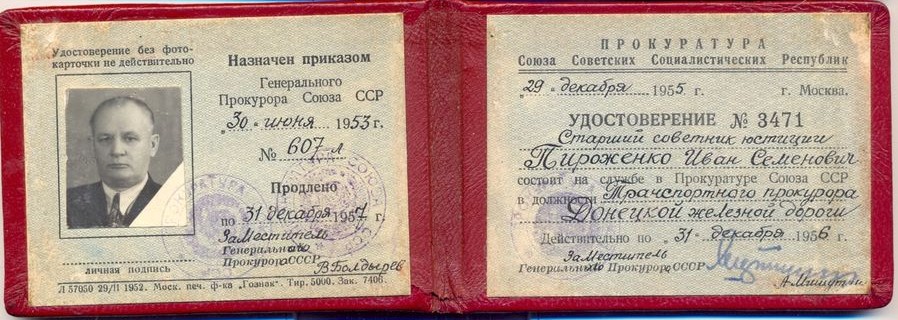 Удостоверение без фото-
карточки не действительно
личная подпись
Назначен приказом
Генерального
Прокурора Союза ССР
„30“ июня 1953 г.
№ 607 л
Продлено
по 31 декабря 1957 г.
Заместитель
Генерального
Прокурора СССР
В. Болдырев
Л 57050 29/II 1952. Моск. печ. ф-ка „Гознак“. Тир. 5000. Зак. 7406.
ПРОКУРАТУРА
Союза Советских Социалистических Республик
„29“ декабря 1955 г. г. Москва.
УДОСТОВЕРЕНИЕ № 3471
Старший советник юстиции
Пироженко Иван Семенович
состоит на службе в Прокуратуре Союза ССР
в должности Транспортного прокурора
Донецкой железной дороги
Действительно по „31“ декабря 1956 г.
Заместитель
Генерального Прокурора СССР